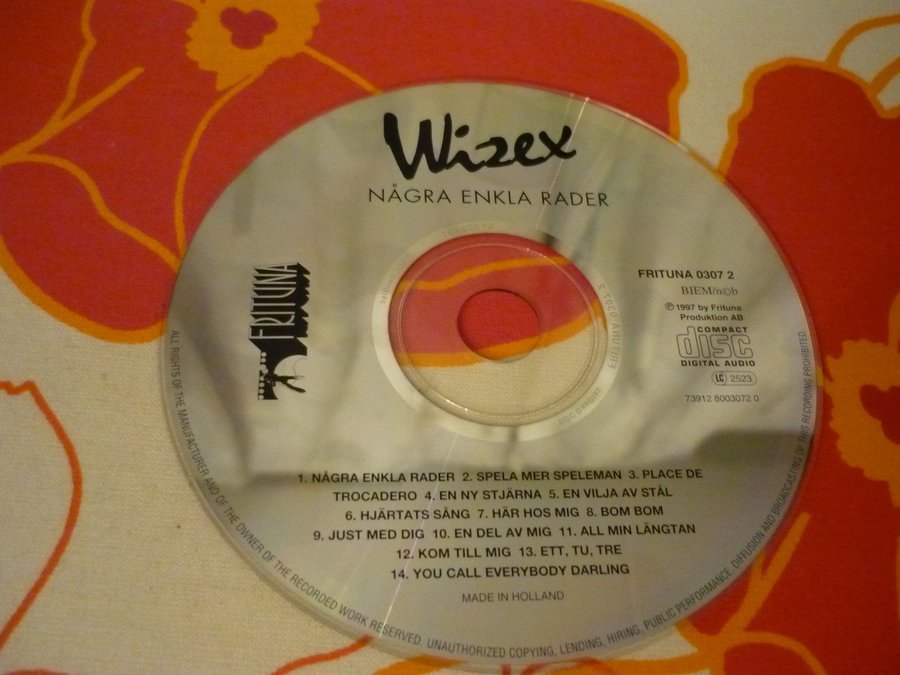 Wizex
NÅGRA ENKLA RADER
FRITUNA
FRITUNA 0307 2
BIEM/n©b
℗ 1997 by Frituna
Produktion AB
COMPACT
disc
DIGITAL AUDIO
LC 2523
73912 8003072 0
1. NÅGRA ENKLA RADER 2. SPELA MER SPELEMAN 3. PLACE DE
TROCADERO 4. EN NY STJÄRNA 5. EN VILJA AV STÅL
6. HJÄRTATS SÅNG 7. HÄR HOS MIG 8. BOM BOM
9. JUST MED DIG 10. EN DEL AV MIG 11. ALL MIN LÄNGTAN
12. KOM TILL MIG 13. ETT, TU, TRE
14. YOU CALL EVERYBODY DARLING
MADE IN HOLLAND
ALL RIGHTS OF THE MANUFACTURER AND OF THE OWNER OF THE RECORDED WORK RESERVED. UNAUTHORIZED COPYING, LENDING, HIRING, PUBLIC PERFORMANCE, DIFFUSION AND BROADCASTING OF THIS RECORDING PROHIBITED.